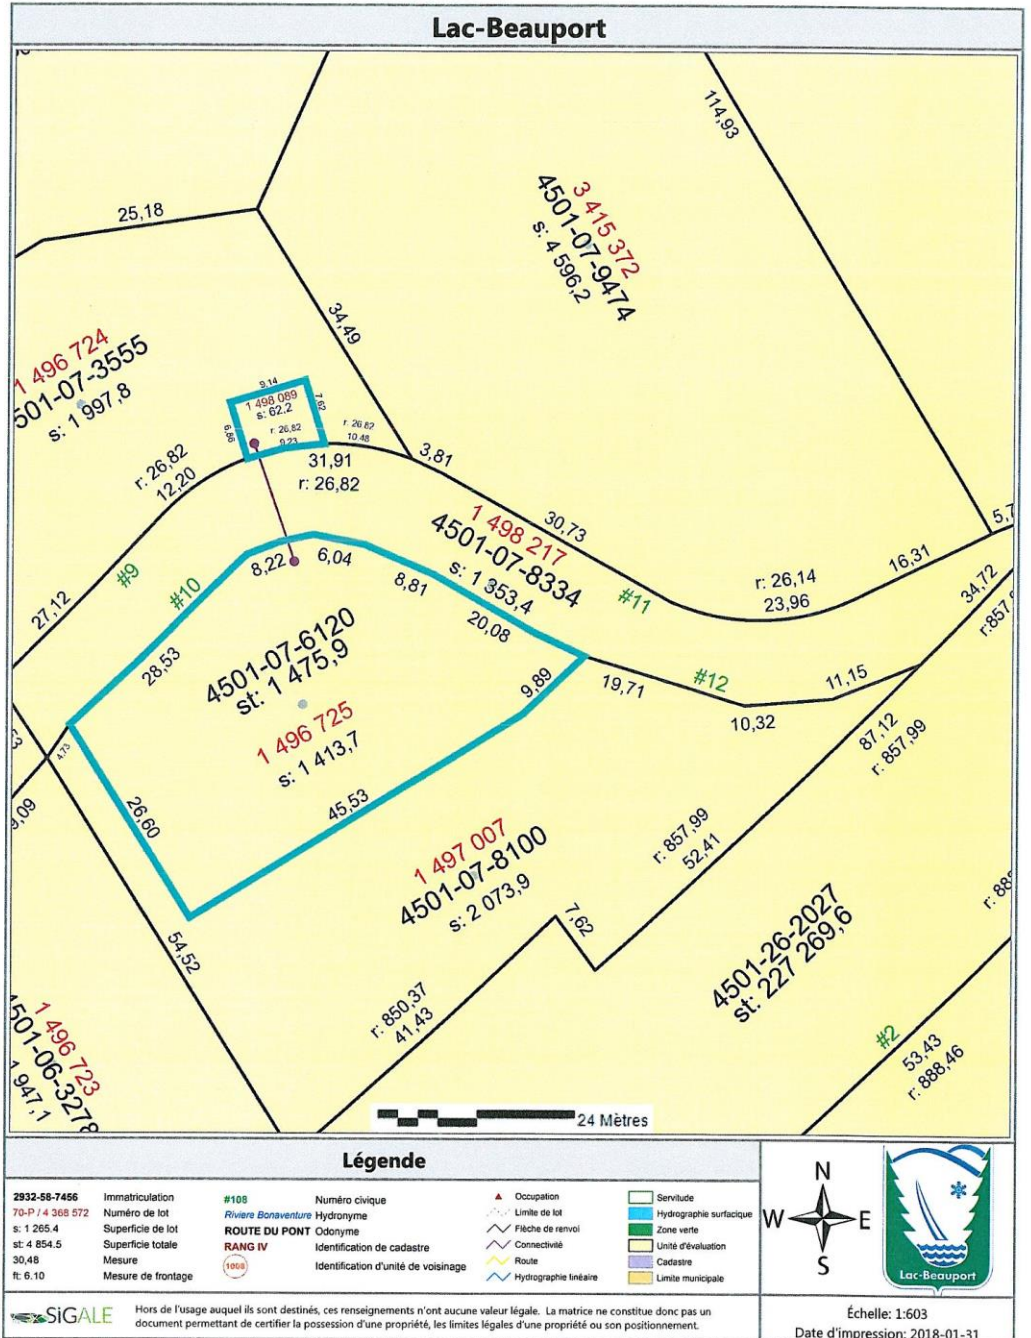 Lac-Beauport
114,93
25,18
3 415 372
4501-07-9474
s: 4 596,2
34,49
1 496 724
501-07-3555
s: 1 997,8
9,14
1 498 089
s: 62,2
7,62
6,86
r: 26,82
9,23
r: 26,82
10,48
31,91
r: 26,82
3,81
r: 26,82
12,20
30,73
1 498 217
4501-07-8334
s: 1 353,4
5,7
16,31
r: 26,14
23,96
34,72
r:857,9
#9
#10
#11
27,12
8,22
6,04
8,81
20,08
28,53
4501-07-6120
st: 1 475,9
1 496 725
s: 1 413,7
9,89
19,71
#12
11,15
10,32
87,12
r: 857,99
4,73
9,09
26,60
45,53
r: 857,99
52,41
1 497 007
4501-07-8100
s: 2 073,9
7,62
54,52
4501-26-2027
st: 227 269,6
r: 888
r: 850,37
41,43
#2
53,43
r: 888,46
1 496 723
4501-06-3278
1 947,1
24 Mètres
Légende
2932-58-7456 Immatriculation
70-P / 4 368 572 Numéro de lot
s: 1 265.4 Superficie de lot
st: 4 854.5 Superficie totale
30,48 Mesure
ft: 6.10 Mesure de frontage
#108 Numéro civique
Riviere Bonaventure Hydronyme
ROUTE DU PONT Odonyme
RANG IV Identification de cadastre
1008 Identification d'unité de voisinage
Occupation
Limite de lot
Flèche de renvoi
Connectivité
Route
Hydrographie linéaire
Servitude
Hydrographie surfacique
Zone verte
Unité d'évaluation
Cadastre
Limite municipale
N
W E
S
Lac-Beauport
SiGALE
Hors de l'usage auquel ils sont destinés, ces renseignements n'ont aucune valeur légale. La matrice ne constitue donc pas un
document permettant de certifier la possession d'une propriété, les limites légales d'une propriété ou son positionnement.
Échelle: 1:603
Date d'impression: 2018-01-31